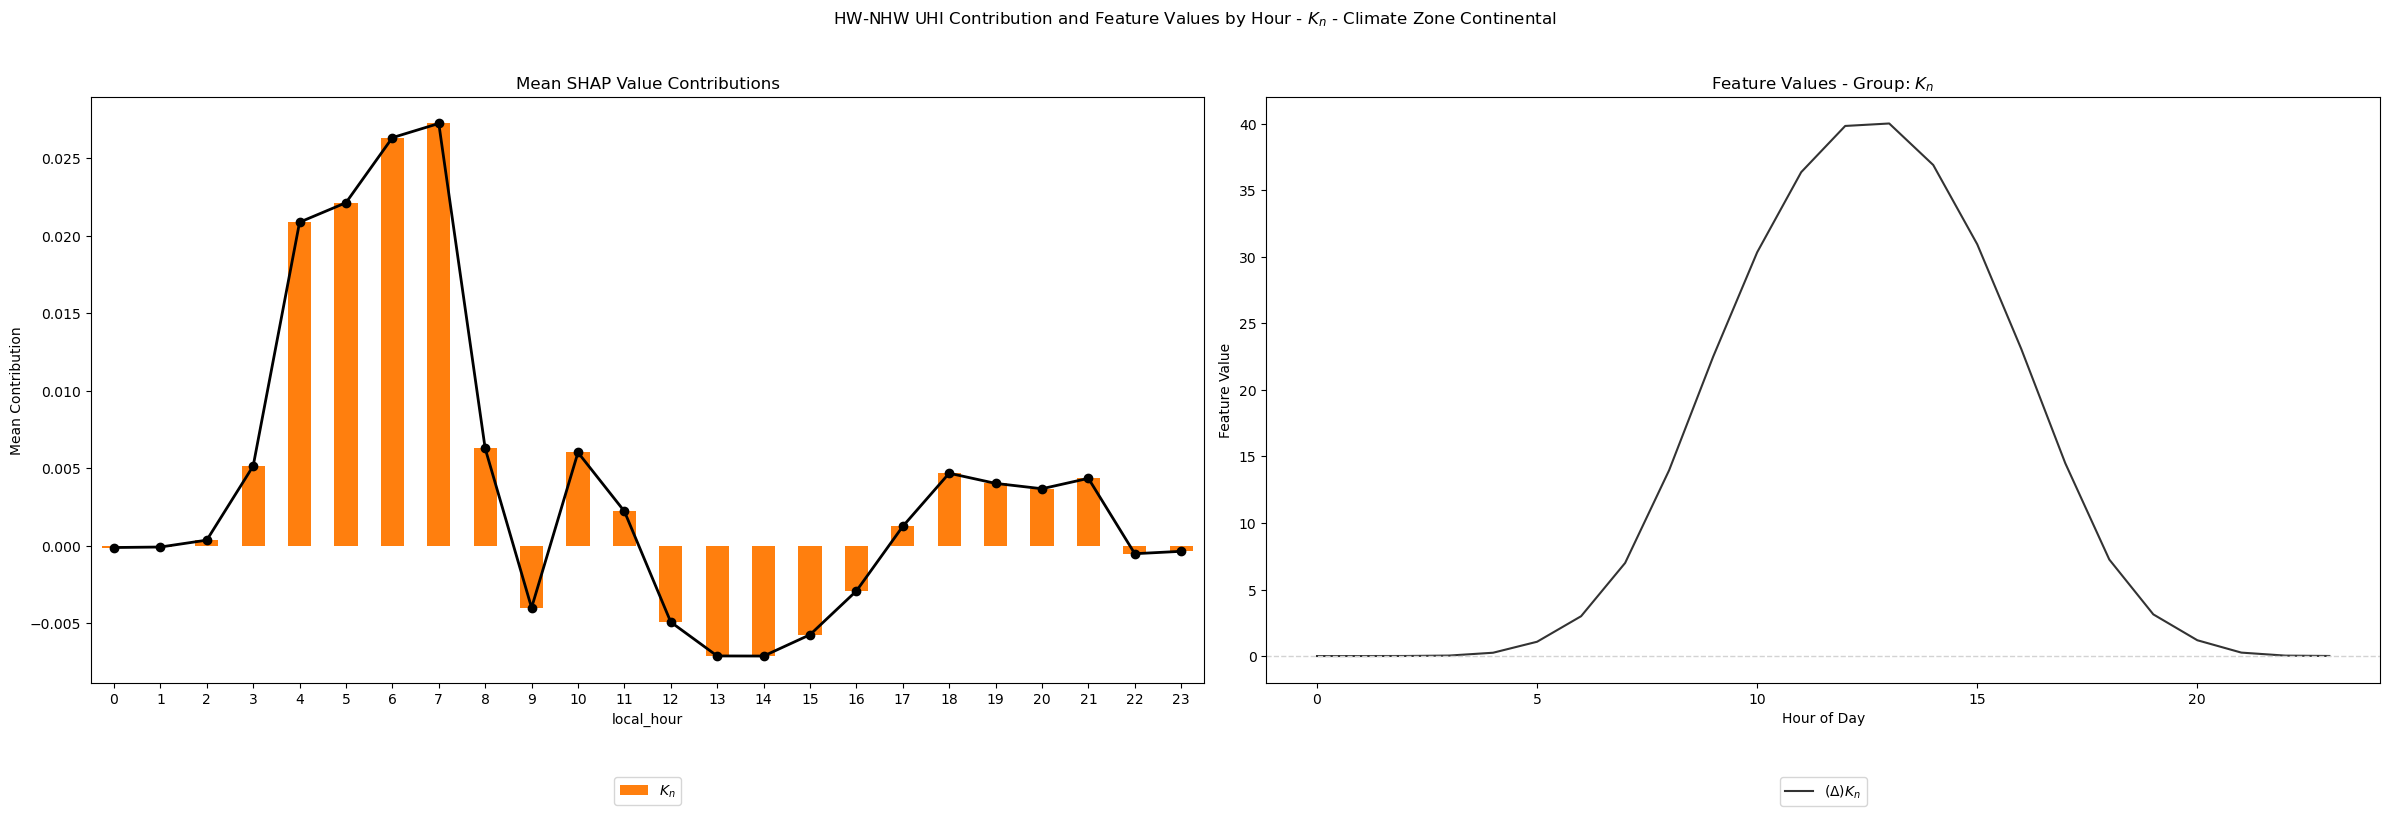 HW-NHW UHI Contribution and Feature Values by Hour - $K_n$ - Climate Zone Continental
Mean SHAP Value Contributions
Mean Contribution
0.025
0.020
0.015
0.010
0.005
0.000
−0.005
0 1 2 3 4 5 6 7 8 9 10 11 12 13 14 15 16 17 18 19 20 21 22 23
local_hour
$K_n$
Feature Values - Group: $K_n$
Feature Value
40
35
30
25
20
15
10
5
0
0 5 10 15 20
Hour of Day
(Δ)$K_n$